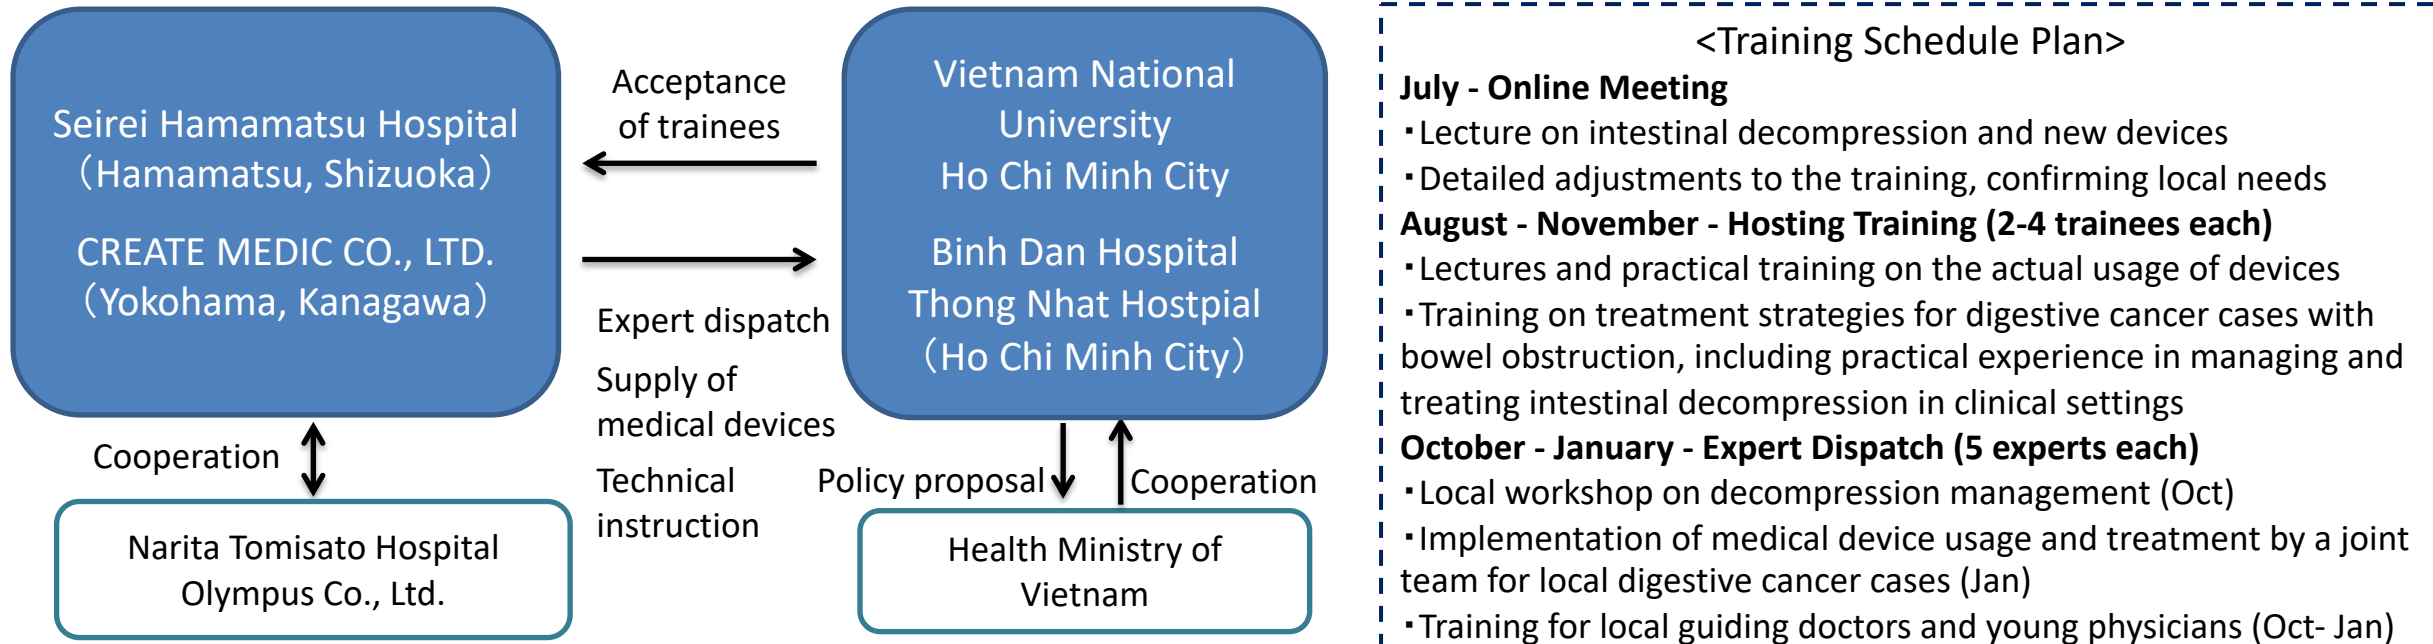 Seirei Hamamatsu Hospital
（Hamamatsu, Shizuoka）
CREATE MEDIC CO., LTD.
（Yokohama, Kanagawa）
Acceptance
of trainees
Expert dispatch
Supply of
medical devices
Technical
instruction
Vietnam National
University
Ho Chi Minh City
Binh Dan Hospital
Thong Nhat Hostpial
（Ho Chi Minh City）
Cooperation
Narita Tomisato Hospital
Olympus Co., Ltd.
Policy proposal
Cooperation
Health Ministry of
Vietnam
<Training Schedule Plan>
July - Online Meeting
・Lecture on intestinal decompression and new devices
・Detailed adjustments to the training, confirming local needs
August - November - Hosting Training (2-4 trainees each)
・Lectures and practical training on the actual usage of devices
・Training on treatment strategies for digestive cancer cases with
bowel obstruction, including practical experience in managing and
treating intestinal decompression in clinical settings
October - January - Expert Dispatch (5 experts each)
・Local workshop on decompression management (Oct)
・Implementation of medical device usage and treatment by a joint
team for local digestive cancer cases (Jan)
・Training for local guiding doctors and young physicians (Oct- Jan)